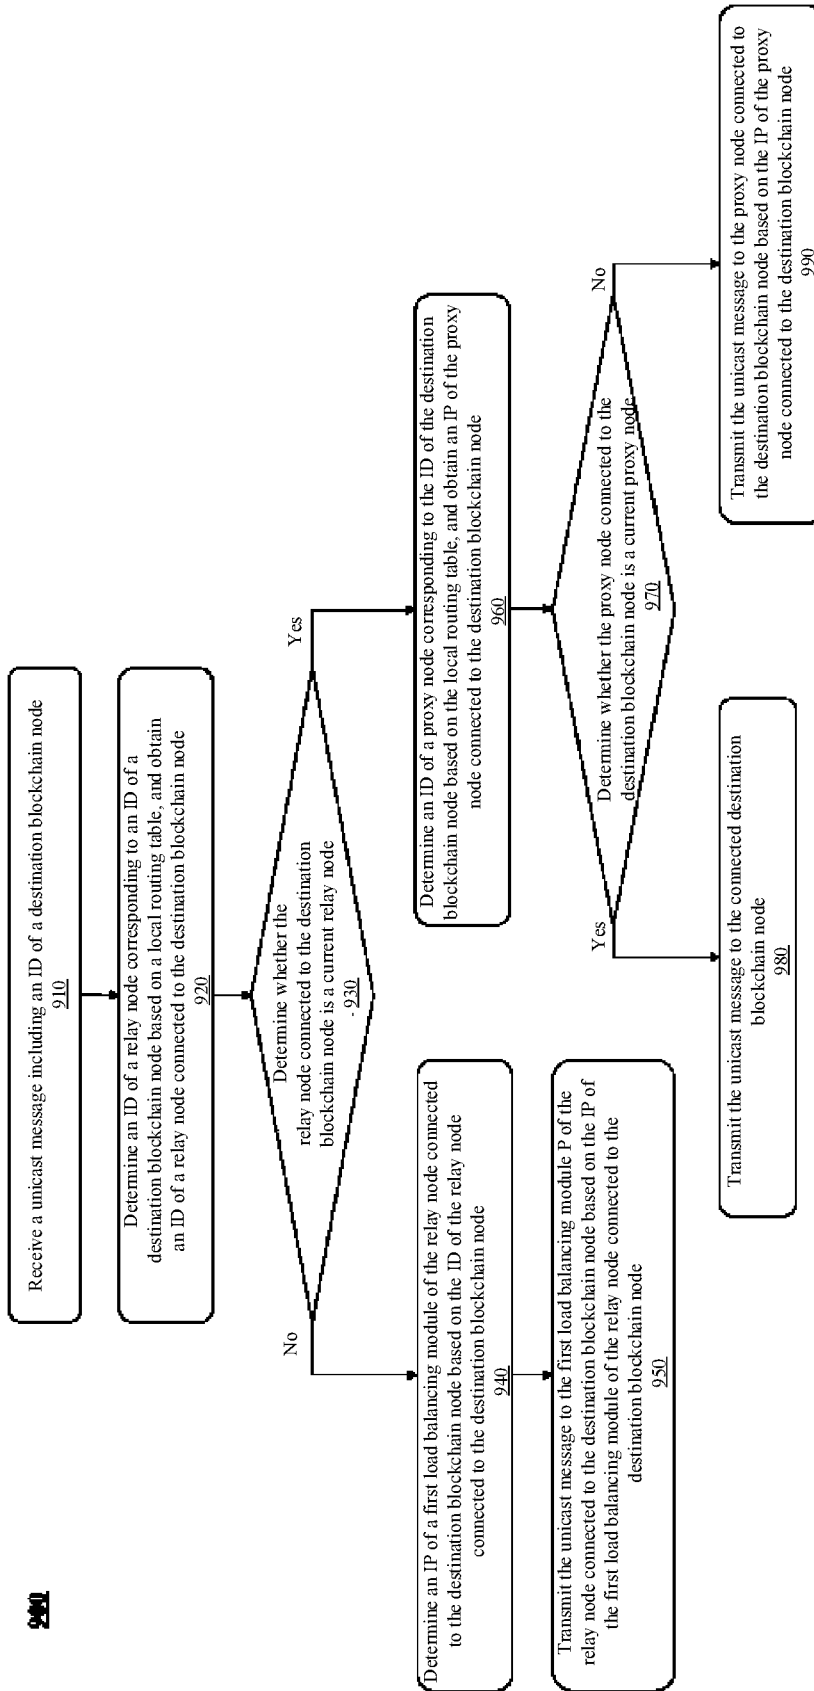 Receive a unicast message including an ID of a destination blockchain node
910
Determine an ID of a relay node corresponding to an ID of a
destination blockchain node based on a local routing table, and obtain
an ID of a relay node connected to the destination blockchain node
920
Determine whether the
relay node connected to the destination
blockchain node is a current relay node
930
No
Yes
Determine an IP of a first load balancing module of the relay node connected
to the destination blockchain node based on the ID of the relay node
connected to the destination blockchain node
940
Transmit the unicast message to the first load balancing module P of the
relay node connected to the destination blockchain node based on the IP of
the first load balancing module of the relay node connected to the
destination blockchain node
950
Determine an ID of a proxy node corresponding to the ID of the destination
blockchain node based on the local routing table, and obtain an IP of the proxy
node connected to the destination blockchain node
960
Determine whether the proxy node connected to the
destination blockchain node is a current proxy node
970
Yes
No
Transmit the unicast message to the connected destination
blockchain node
980
Transmit the unicast message to the proxy node connected to
the destination blockchain node based on the IP of the proxy
node connected to the destination blockchain node
990